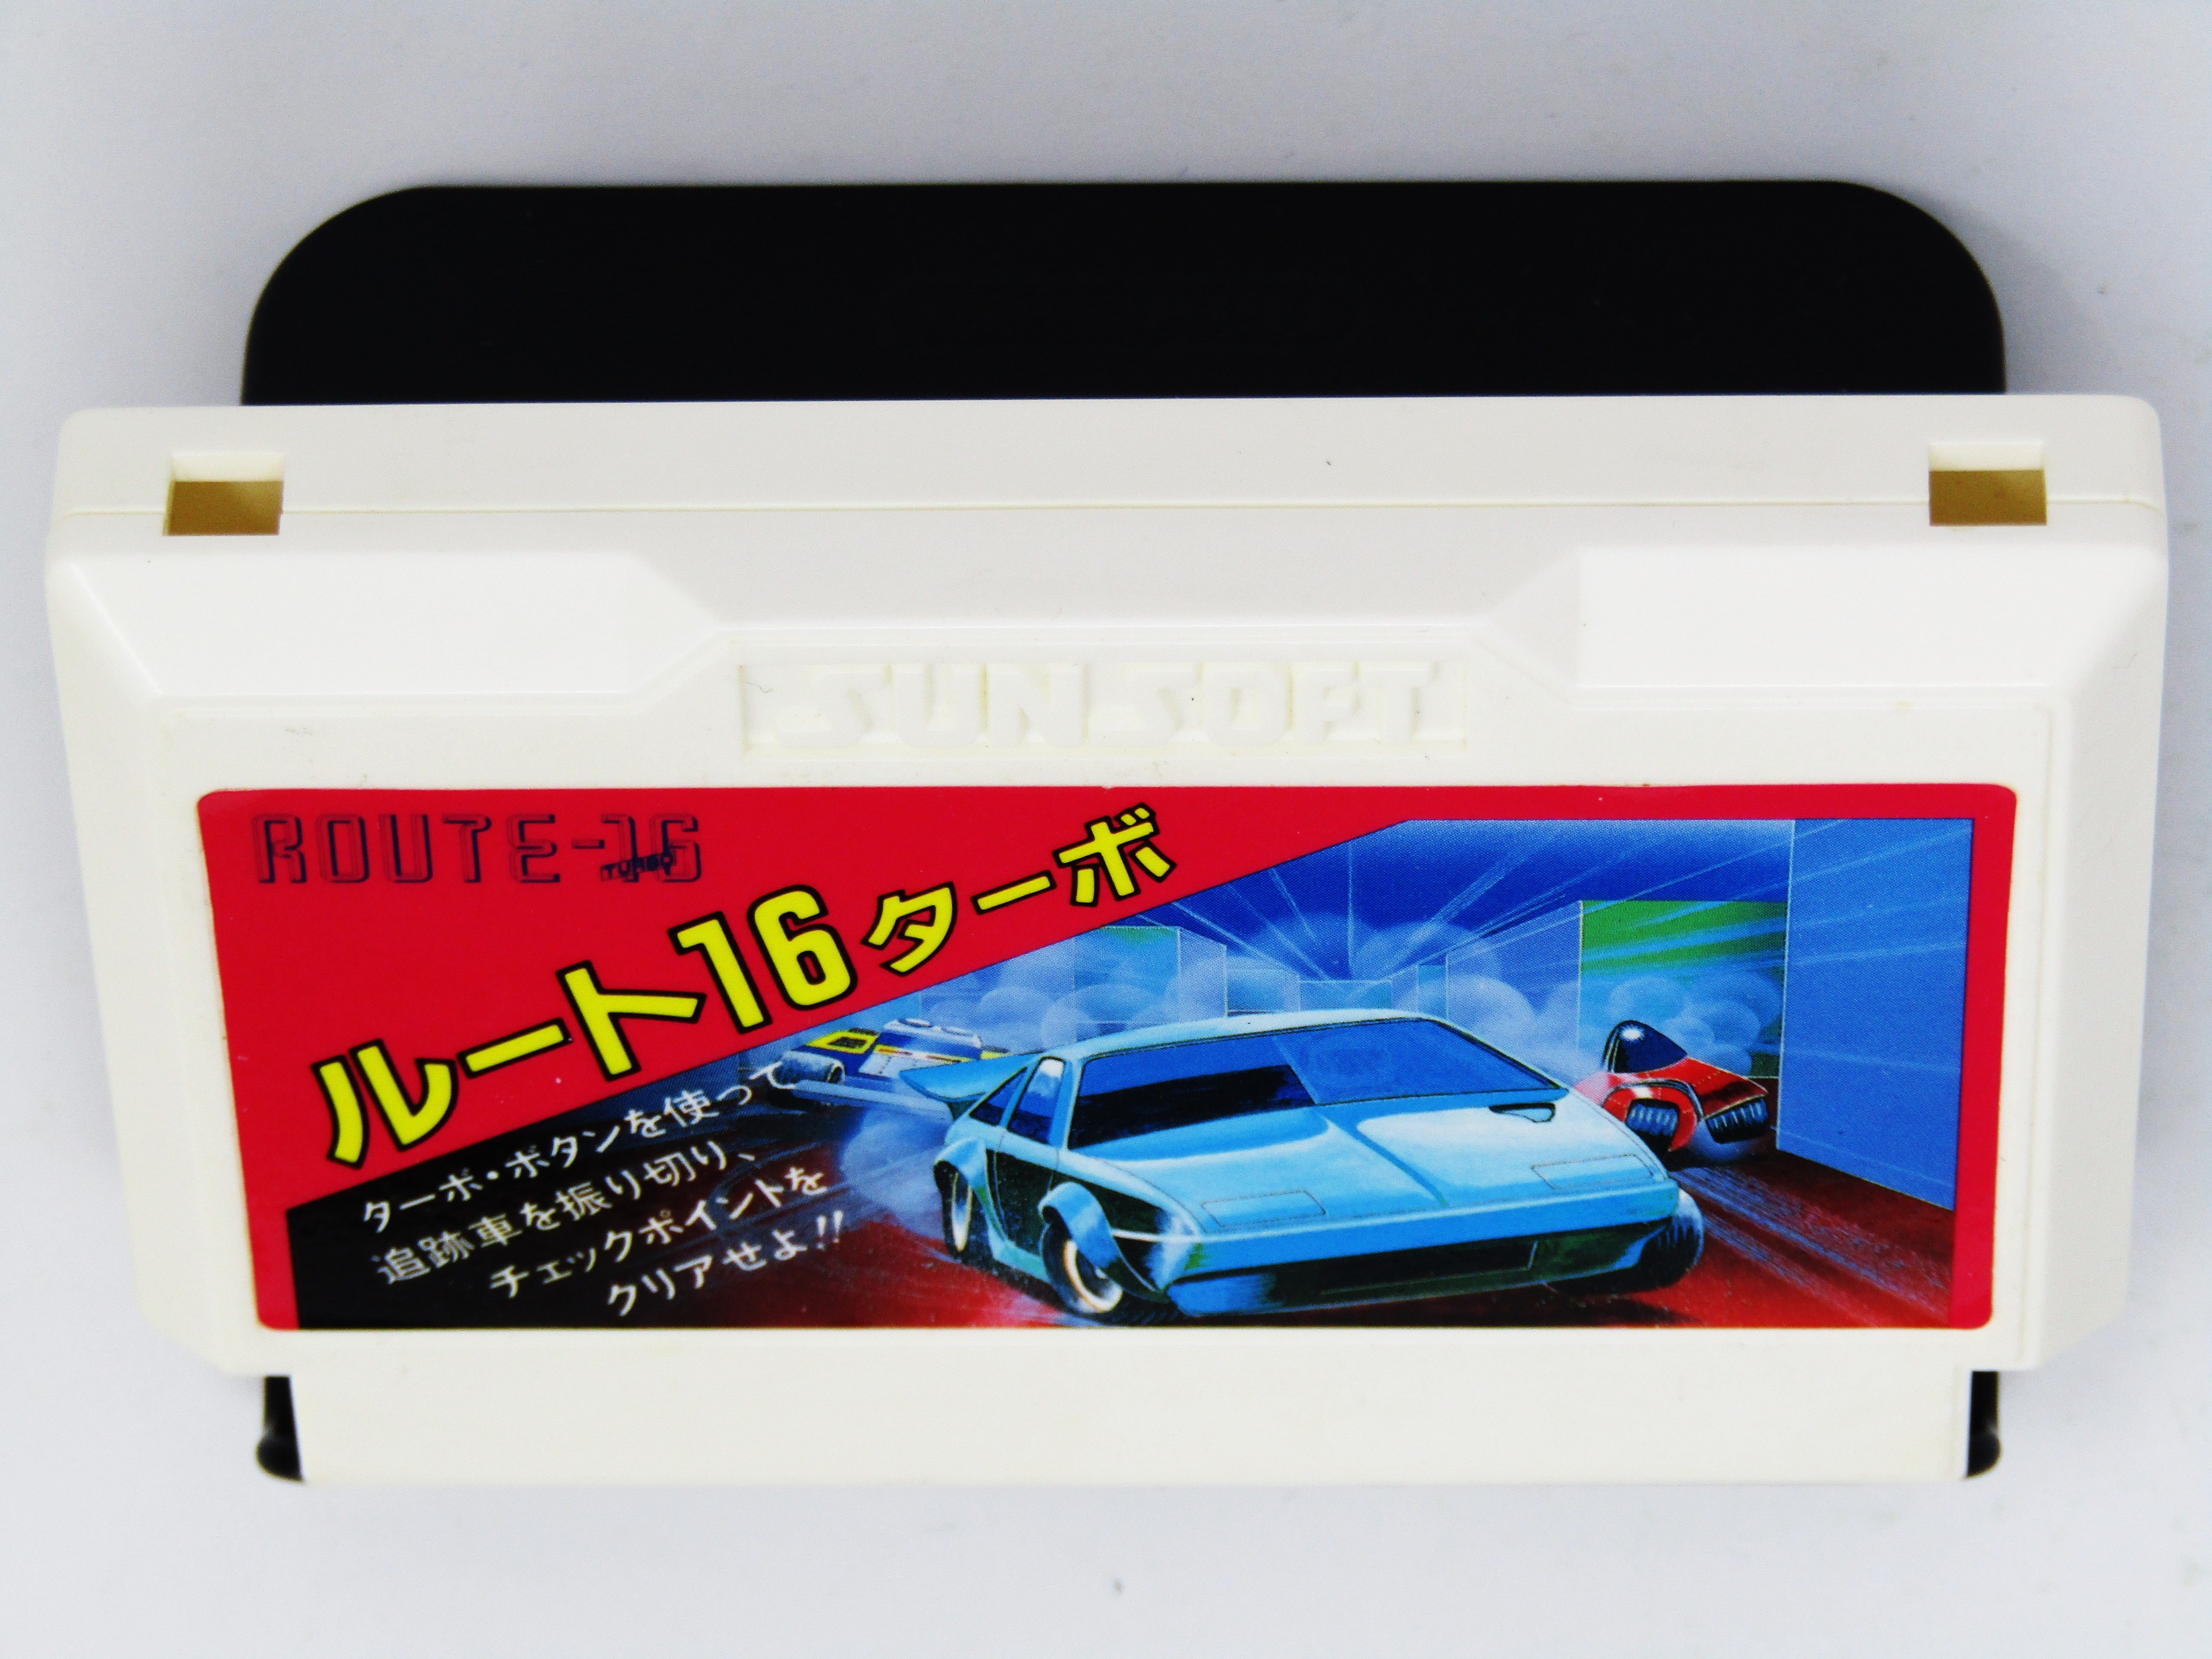 SUNSOFT
ROUTE-16
TURBO
ルート16ターボ
ターボ・ボタンを使って
追跡車を振り切り、
チェックポイントを
クリアせよ!!